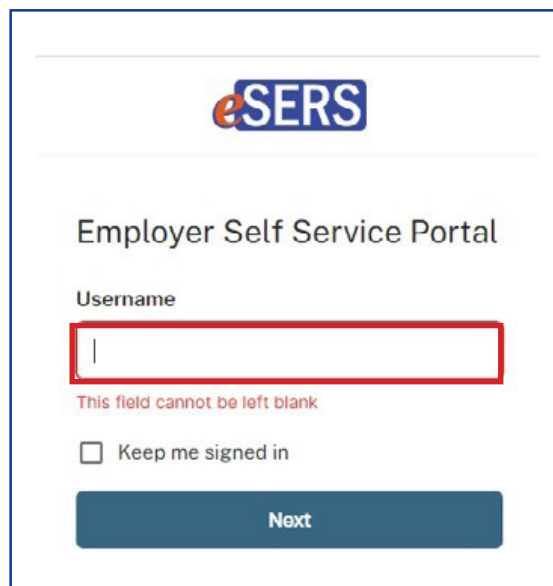 eSERS
Employer Self Service Portal
Username
This field cannot be left blank
Keep me signed in
Next